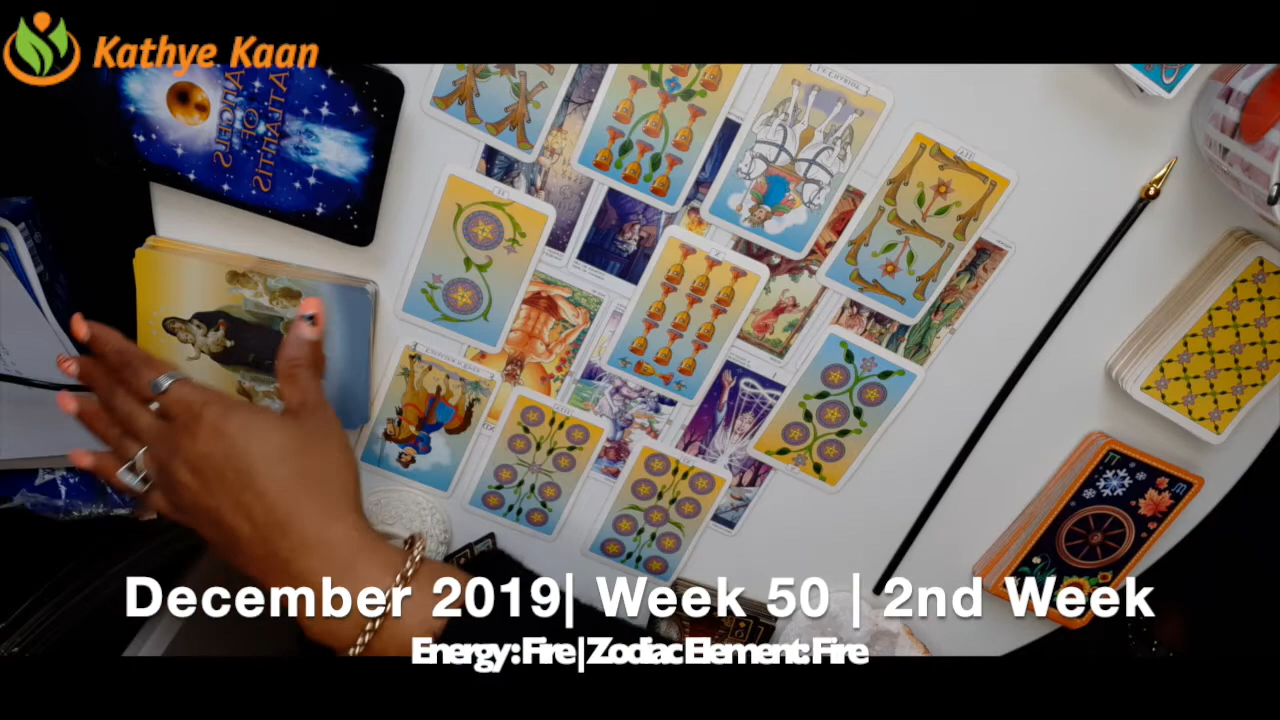 Kathye Kaan
ANGELS
OF
ATLANTIS
December 2019| Week 50 | 2nd Week
Energy: Fire | Zodiac Element: Fire